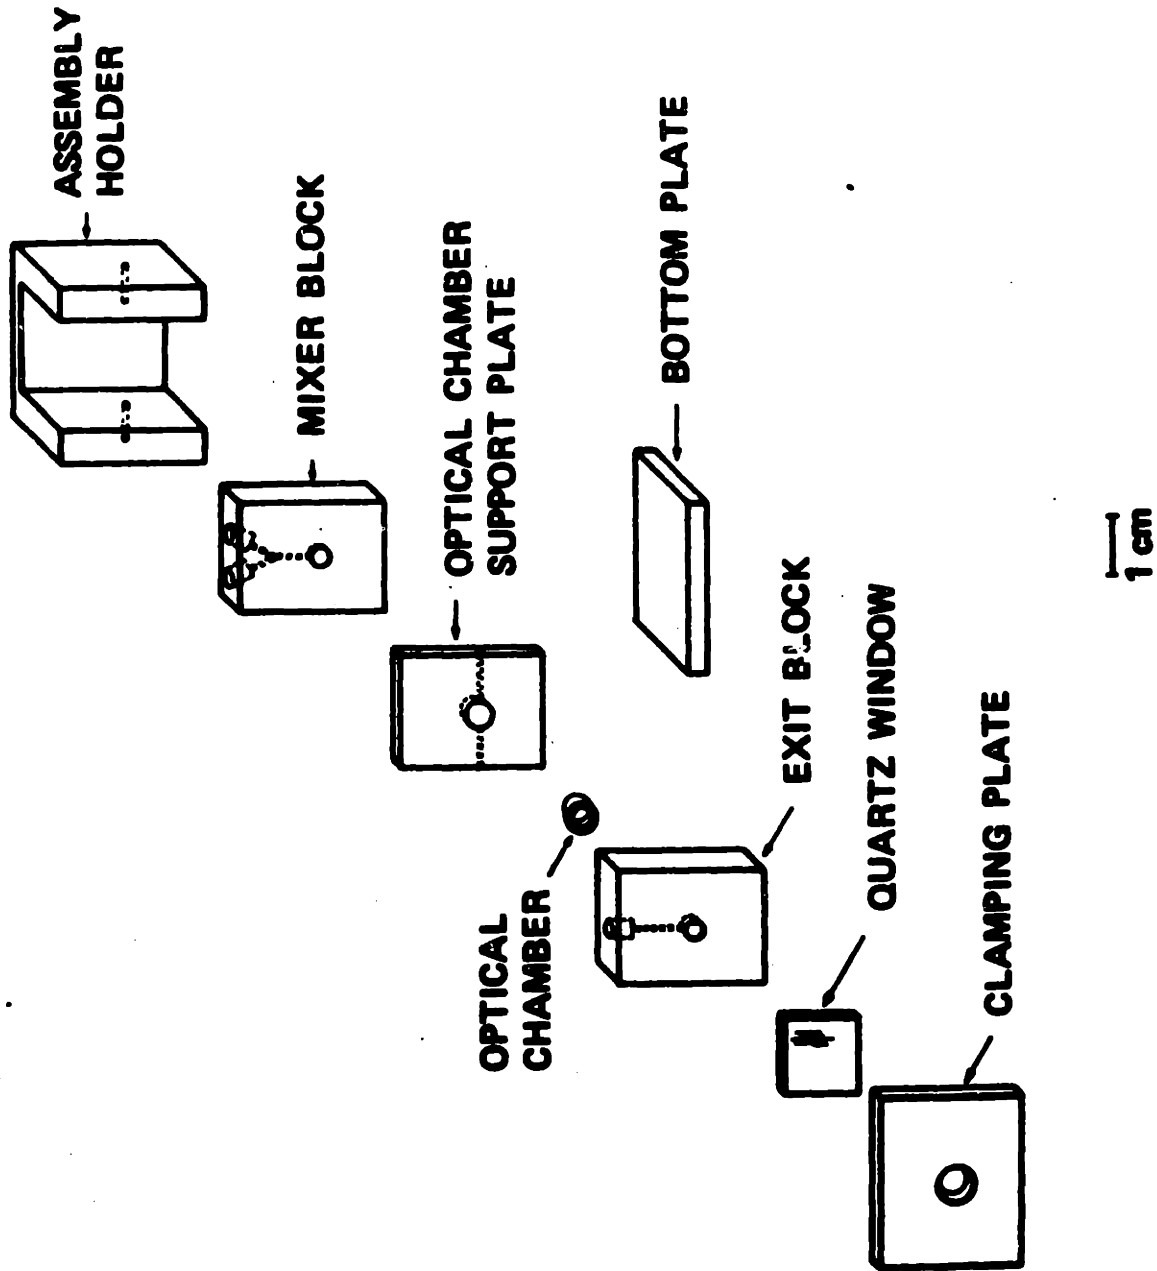 ASSEMBLY
HOLDER
MIXER BLOCK
OPTICAL CHAMBER
SUPPORT PLATE
BOTTOM PLATE
OPTICAL
CHAMBER
EXIT BLOCK
QUARTZ WINDOW
CLAMPING PLATE
1 cm